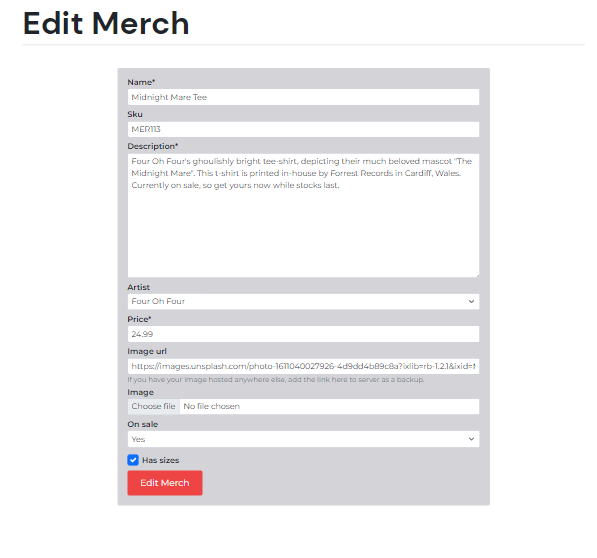 Edit Merch
Name*
Midnight Mare Tee
Sku
MER113
Description*
Four Oh Four's ghoulishly bright tee-shirt, depicting their much beloved mascot "The
Midnight Mare". This t-shirt is printed in-house by Forrest Records in Cardiff, Wales.
Currently on sale, so get yours now while stocks last.
Artist
Four Oh Four
Price*
24.99
Image url
https://images.unsplash.com/photo-1611040027926-4d9dd4b89c8a?ixlib=rb-1.2.1&ixid=
If you have your image hosted anywhere else, add the link here to server as a backup.
Image
Choose file No file chosen
On sale
Yes
Has sizes
Edit Merch